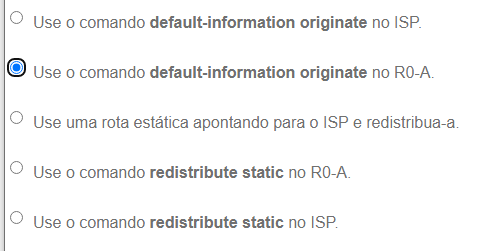 Use o comando default-information originate no ISP.
Use o comando default-information originate no R0-A.
Use uma rota estática apontando para o ISP e redistribua-a.
Use o comando redistribute static no R0-A.
Use o comando redistribute static no ISP.